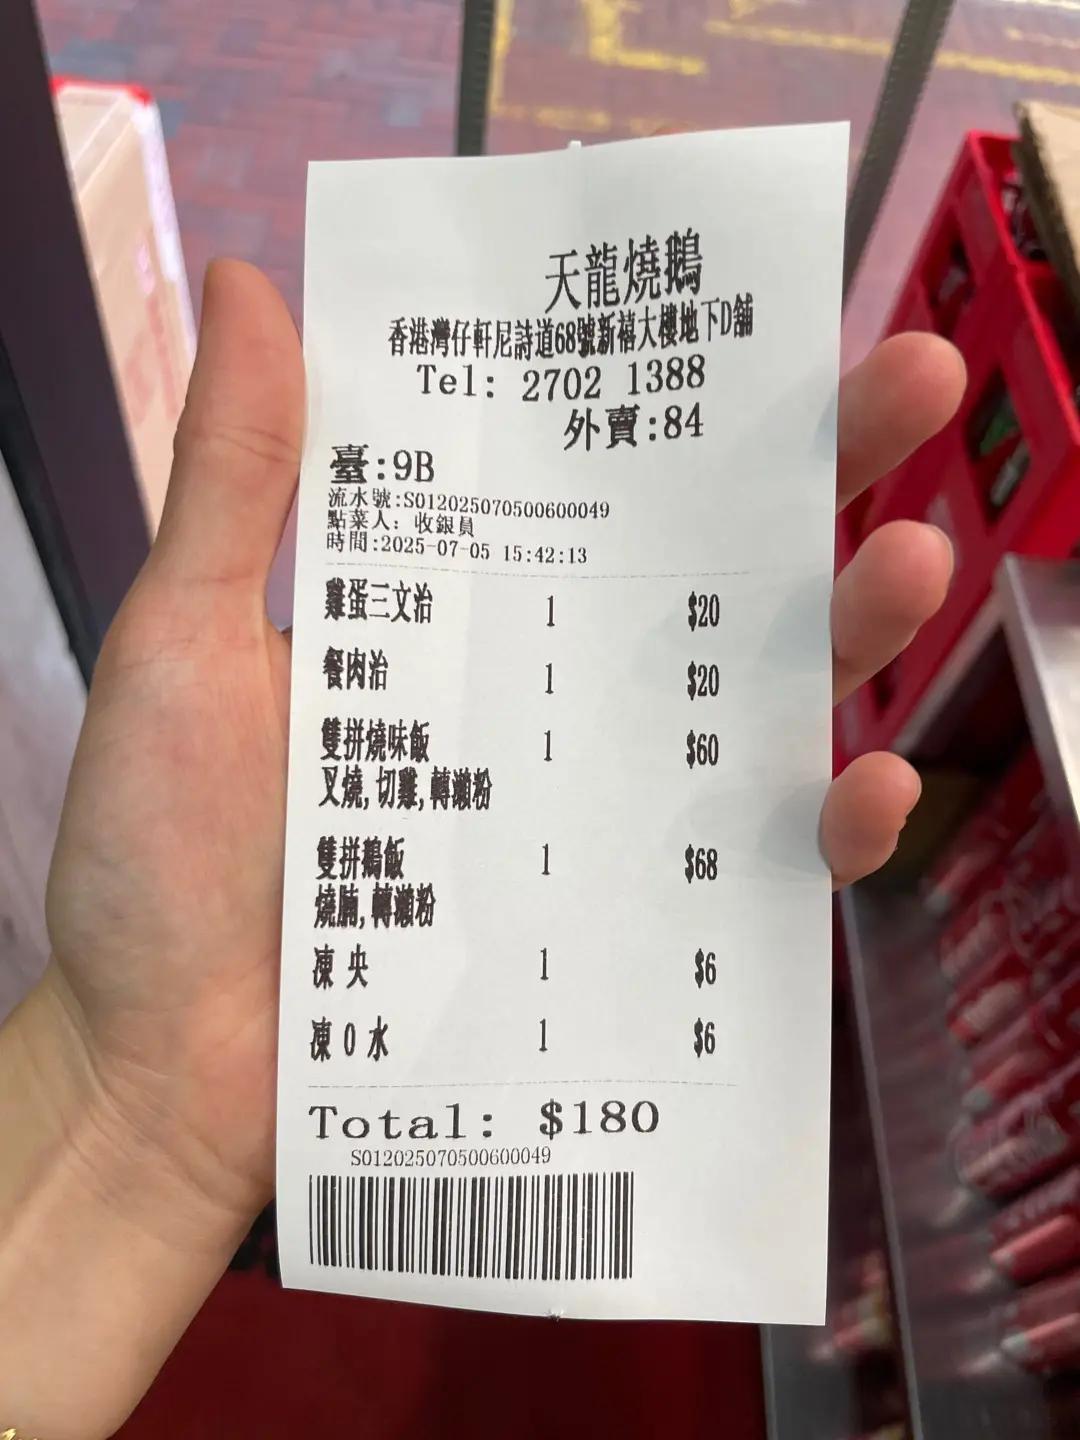 天龍燒鵝
香港灣仔軒尼詩道68號新禧大樓地下D舖
Tel: 2702 1388
外賣:84
臺:9B
流水號:S012025070500600049
點菜人: 收銀員
時間:2025-07-05 15:42:13
雞蛋三文治 1 $20
餐肉治 1 $20
雙拼燒味飯 1 $60
叉燒,切雞,轉瀨粉
雙拼鵝飯 1 $68
燒腩,轉瀨粉
凍 央 1 $6
凍 0 水 1 $6
Total: $180
S012025070500600049